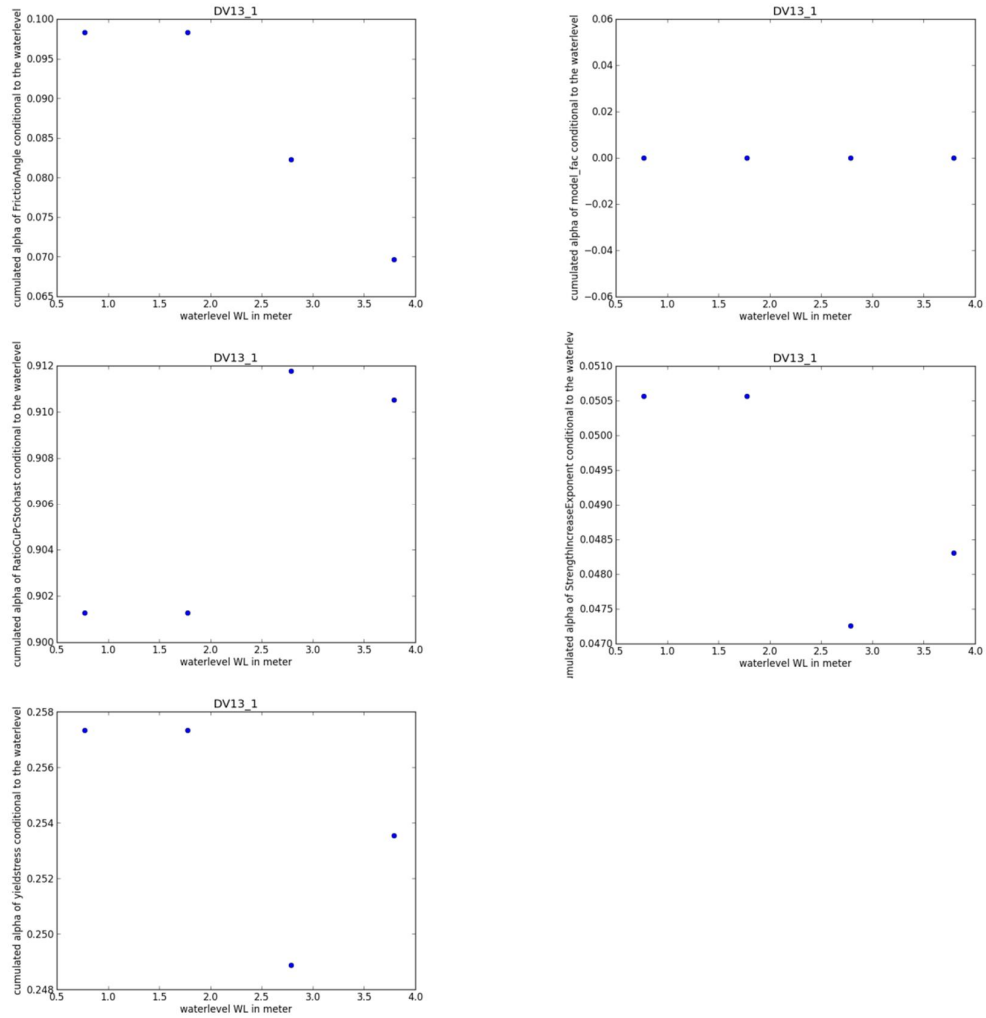 DV13_1
cumulated alpha of FrictionAngle conditional to the waterlevel
0.100
0.095
0.090
0.085
0.080
0.075
0.070
0.065
0.5 1.0 1.5 2.0 2.5 3.0 3.5 4.0
waterlevel WL in meter
DV13_1
cumulated alpha of model_fac conditional to the waterlevel
0.06
0.04
0.02
0.00
−0.02
−0.04
−0.06
0.5 1.0 1.5 2.0 2.5 3.0 3.5 4.0
waterlevel WL in meter
DV13_1
cumulated alpha of RatioCuPcStochast conditional to the waterlevel
0.912
0.910
0.908
0.906
0.904
0.902
0.900
0.5 1.0 1.5 2.0 2.5 3.0 3.5 4.0
waterlevel WL in meter
DV13_1
mulated alpha of StrengthIncreaseExponent conditional to the waterlev
0.0510
0.0505
0.0500
0.0495
0.0490
0.0485
0.0480
0.0475
0.0470
0.5 1.0 1.5 2.0 2.5 3.0 3.5 4.0
waterlevel WL in meter
DV13_1
cumulated alpha of yieldstress conditional to the waterlevel
0.258
0.256
0.254
0.252
0.250
0.248
0.5 1.0 1.5 2.0 2.5 3.0 3.5 4.0
waterlevel WL in meter